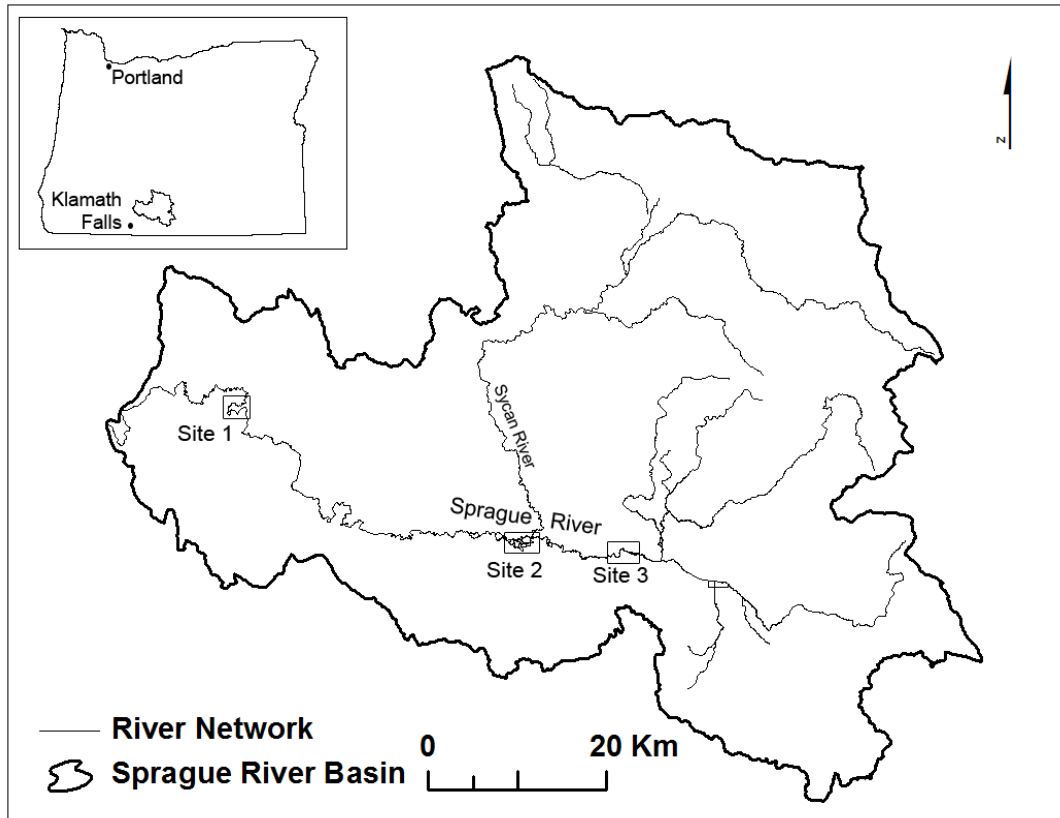 Portland
Klamath
Falls
N
Site 1
Sycan River
Sprague River
Site 2
Site 3
River Network
Sprague River Basin
0 20 Km